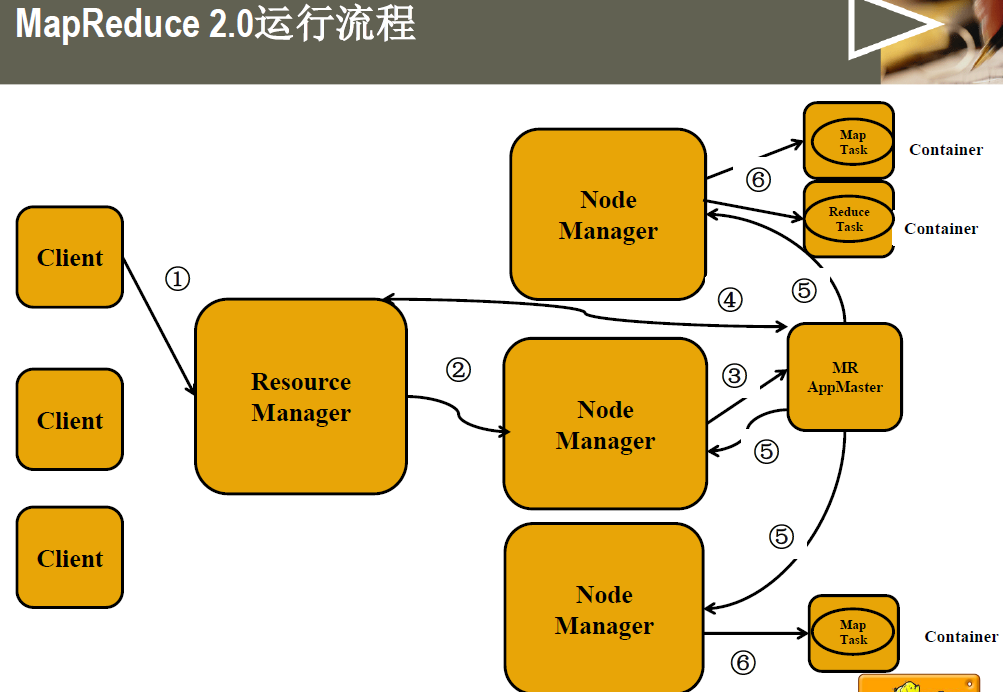 MapReduce 2.0运行流程
Client
①
Client
Client
Resource
Manager
②
Node
Manager
Node
Manager
Node
Manager
③
④
⑤
⑤
⑤
⑥
⑥
MR
AppMaster
Map
Task
Container
Reduce
Task
Container
Map
Task
Container